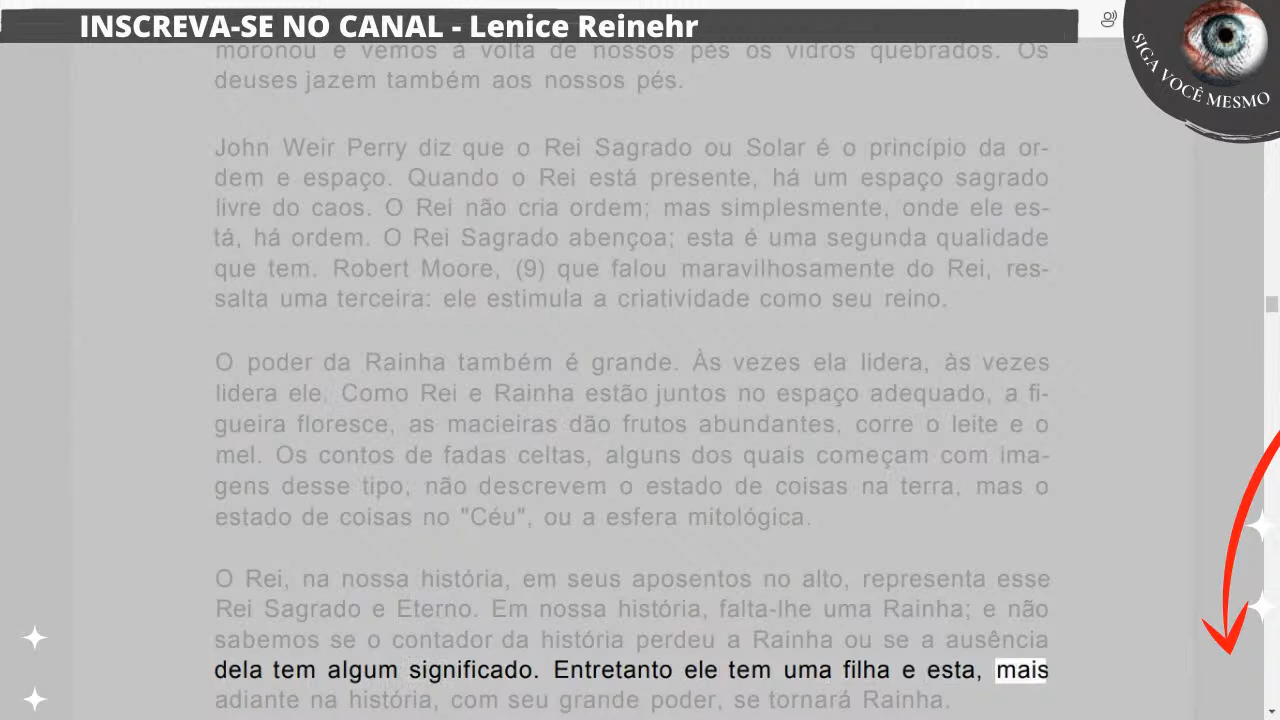 INSCREVA-SE NO CANAL - Lenice Reinehr
SIGA VOCÊ MESMO
moronou e vemos à volta de nossos pés os vidros quebrados. Os
deuses jazem também aos nossos pés.
John Weir Perry diz que o Rei Sagrado ou Solar é o princípio da or-
dem e espaço. Quando o Rei está presente, há um espaço sagrado
livre do caos. O Rei não cria ordem; mas simplesmente, onde ele es-
tá, há ordem. O Rei Sagrado abençoa; esta é uma segunda qualidade
que tem. Robert Moore, (9) que falou maravilhosamente do Rei, res-
salta uma terceira: ele estimula a criatividade como seu reino.
O poder da Rainha também é grande. Às vezes ela lidera, às vezes
lidera ele. Como Rei e Rainha estão juntos no espaço adequado, a fi-
gueira floresce, as macieiras dão frutos abundantes, corre o leite e o
mel. Os contos de fadas celtas, alguns dos quais começam com ima-
gens desse tipo, não descrevem o estado de coisas na terra, mas o
estado de coisas no "Céu", ou a esfera mitológica.
O Rei, na nossa história, em seus aposentos no alto, representa esse
Rei Sagrado e Eterno. Em nossa história, falta-lhe uma Rainha; e não
sabemos se o contador da história perdeu a Rainha ou se a ausência
dela tem algum significado. Entretanto ele tem uma filha e esta, mais
adiante na história, com seu grande poder, se tornará Rainha.